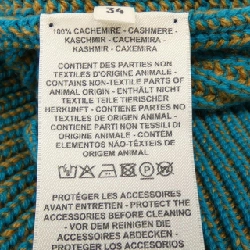 34
100% CACHEMIRE - CASHMERE
KASCHMIR - CACHEMIRA
KASHMIR - CAXEMIRA
CONTIENT DES PARTIES NON
TEXTILES D'ORIGINE ANIMALE -
CONTAINS NON-TEXTILE PARTS OF
ANIMAL ORIGIN - ENTHÄLT NICHT
TEXTILE TEILE TIERISCHER
HERKUNFT - CONTIENE PARTES
NO TEXTILES DE ORIGEN ANIMAL -
CONTIENE PARTI NON TESSILI DI
ORIGINE ANIMALE - CONTEM
ELEMENTOS NÃO-TÊXTEIS DE
ORIGEM ANIMAL
PROTÉGER LES ACCESSOIRES
AVANT ENTRETIEN - PROTECT THE
ACCESSORIES BEFORE CLEANING
- VOR DEM REINIGEN DIE
ACCESSOIRES ABDECKEN -
PROTEGER LOS ACCESORIOS